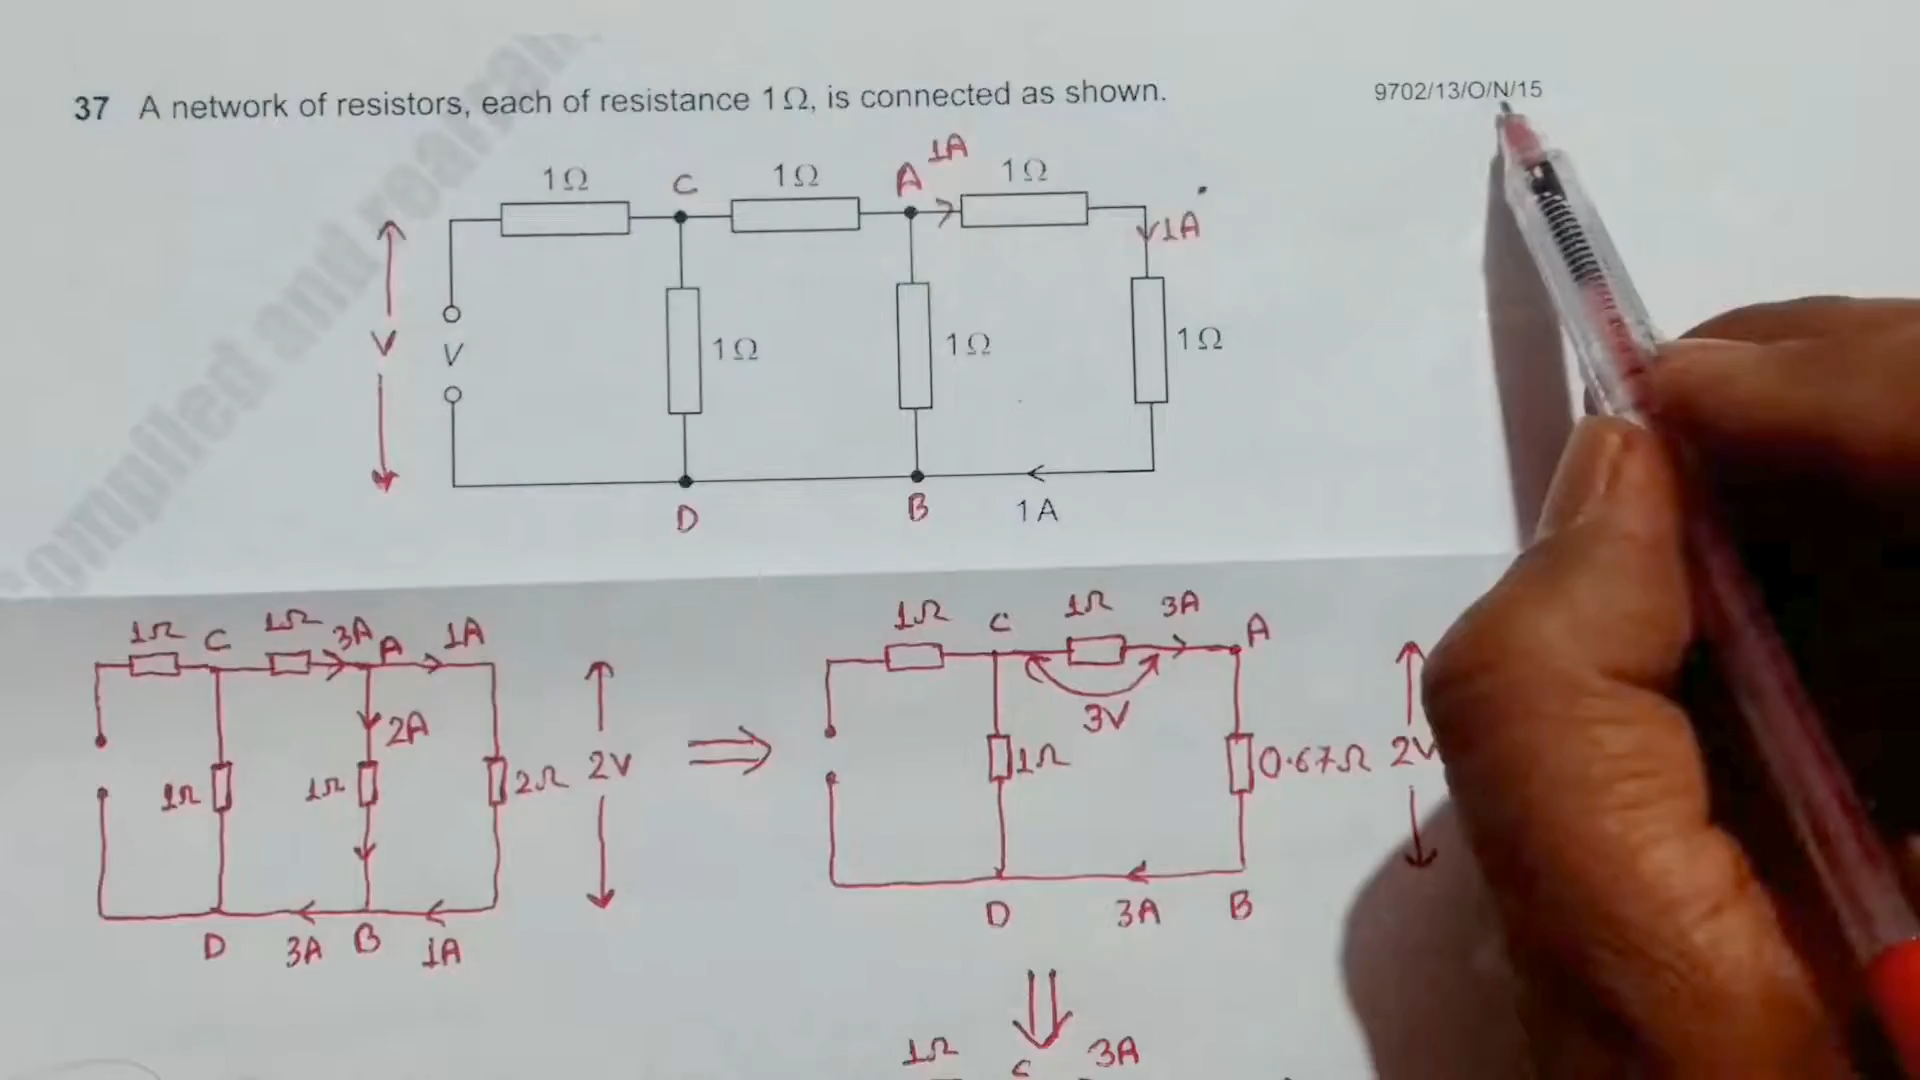 37 A network of resistors, each of resistance 1 Ω, is connected as shown.
9702/13/O/N/15
compiled and
1A
1Ω C 1Ω A 1Ω
1A
V V 1Ω 1Ω 1Ω
D B 1 A
1Ω C 1Ω 3A A 1A
2A
1Ω 1Ω 2Ω 2V
D 3A B 1A
1Ω C 1Ω 3A A
3V
1Ω 0.67Ω 2V
D 3A B
1Ω C 3A